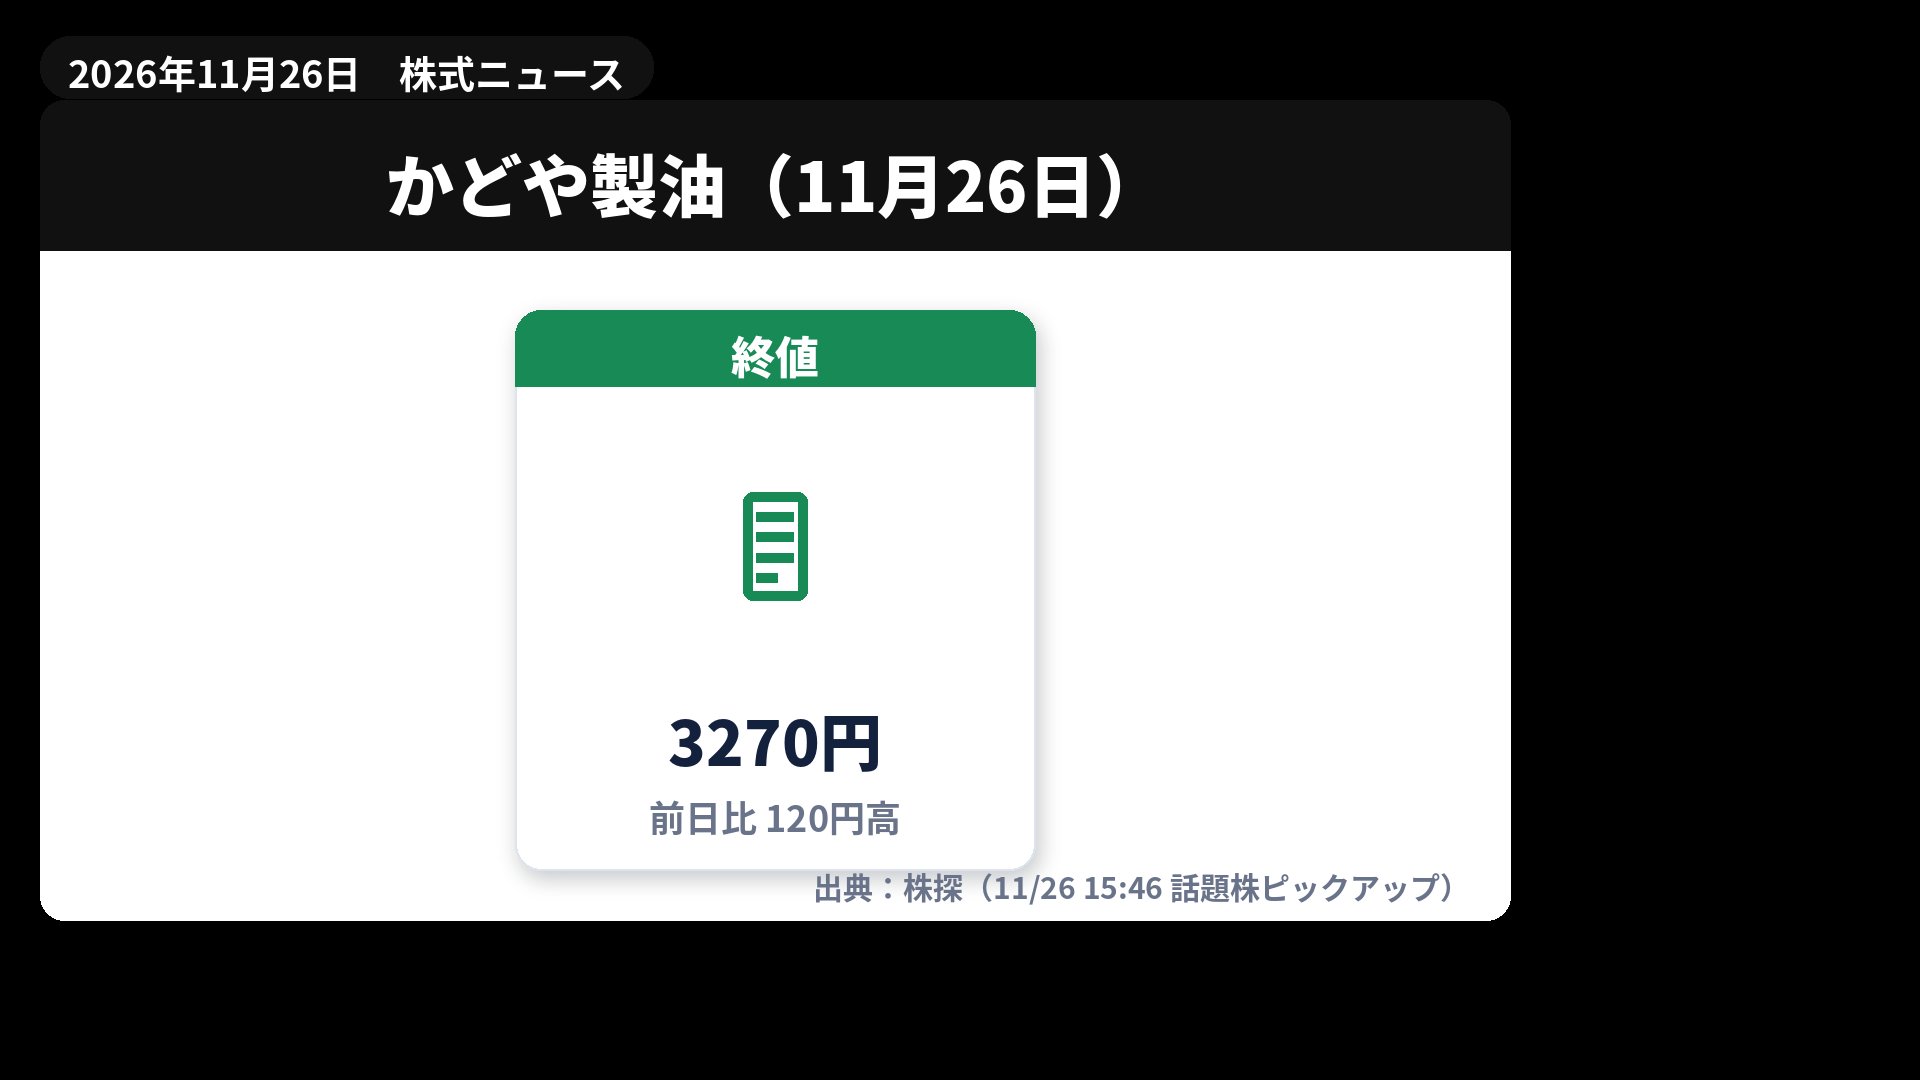 2026年11月26日　株式ニュース
かどや製油（11月26日）
終値
3270円
前日比 120円高
出典：株探（11/26 15:46 話題株ピックアップ）